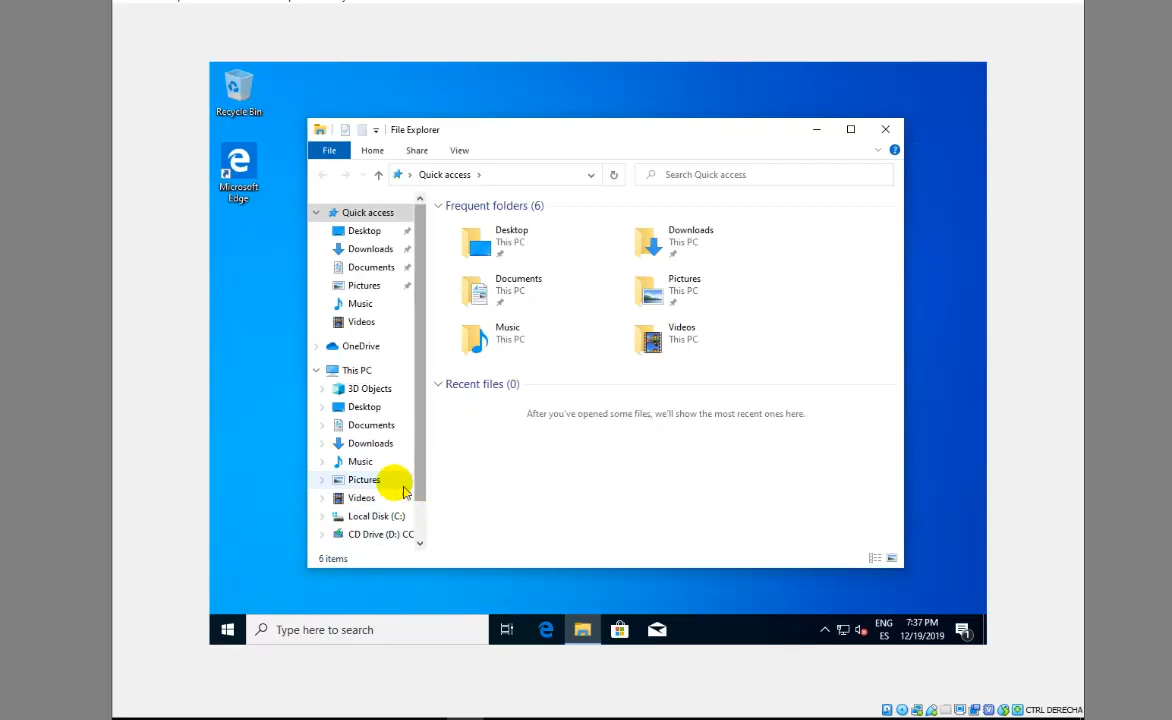 Recycle Bin
Microsoft
Edge
File Explorer
File
Home
Share
View
Quick access
Search Quick access
Quick access
Desktop
Downloads
Documents
Pictures
Music
Videos
OneDrive
This PC
3D Objects
Desktop
Documents
Downloads
Music
Pictures
Videos
Local Disk (C:)
CD Drive (D:) CC
Frequent folders (6)
Desktop
This PC
Downloads
This PC
Documents
This PC
Pictures
This PC
Music
This PC
Videos
This PC
Recent files (0)
After you've opened some files, we'll show the most recent ones here.
6 items
Type here to search
ENG
ES
7:37 PM
12/19/2019
1
CTRL DERECHA